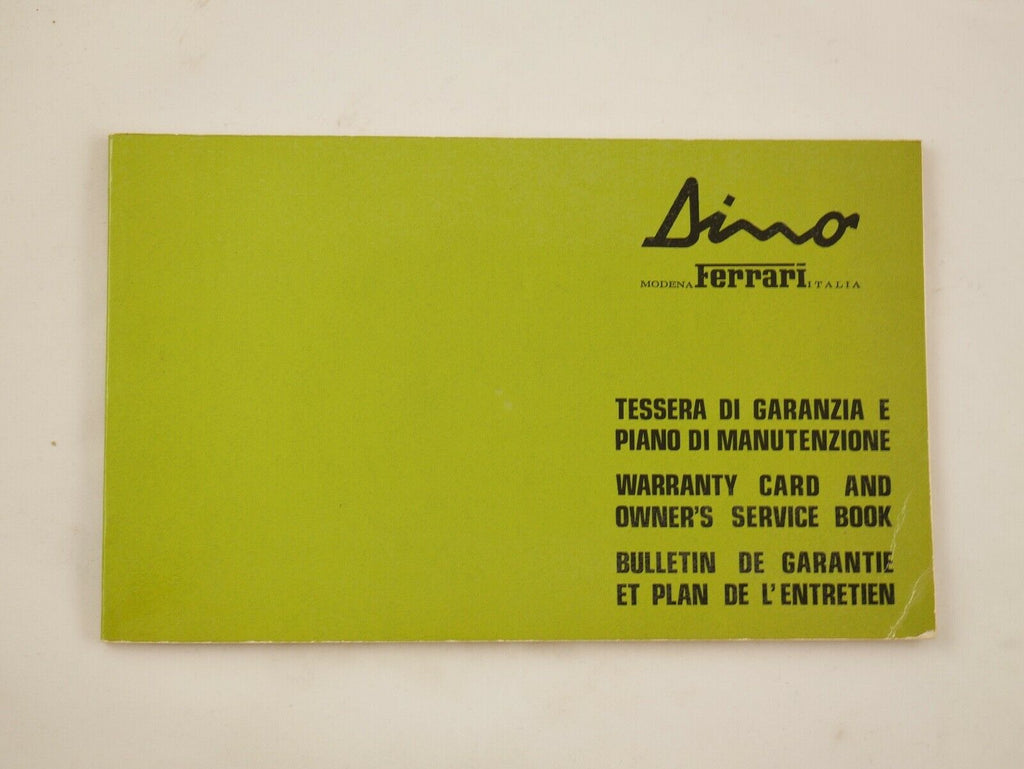 Dino
MODENA Ferrari ITALIA
TESSERA DI GARANZIA E
PIANO DI MANUTENZIONE
WARRANTY CARD AND
OWNER'S SERVICE BOOK
BULLETIN DE GARANTIE
ET PLAN DE L'ENTRETIEN